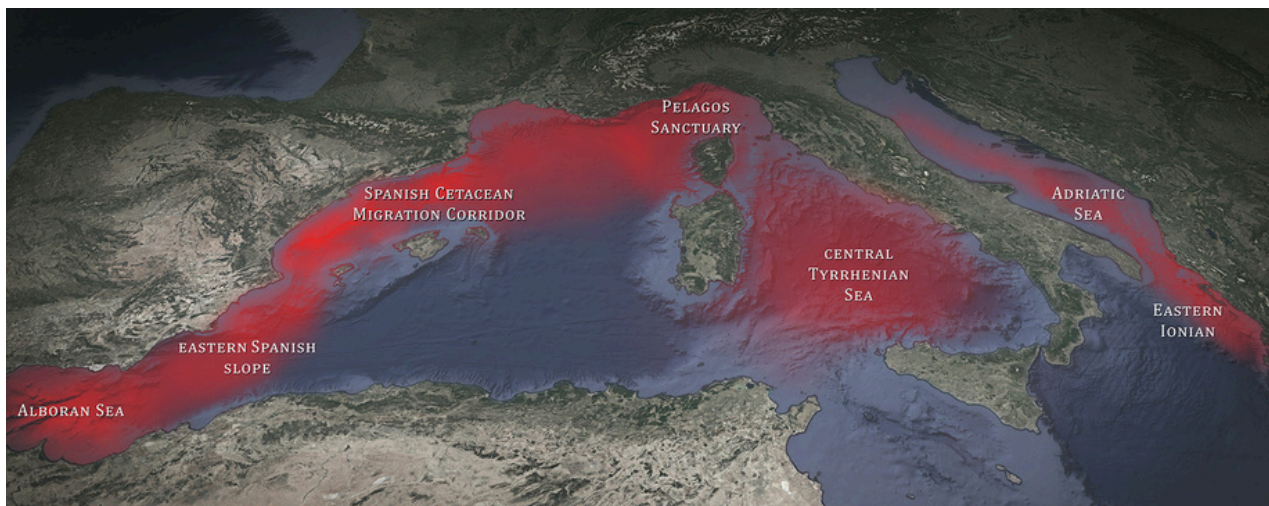 PELAGOS
SANCTUARY
SPANISH CETACEAN
MIGRATION CORRIDOR
ADRIATIC
SEA
CENTRAL
TYRRHENIAN
SEA
EASTERN
IONIAN
EASTERN SPANISH
SLOPE
ALBORAN SEA